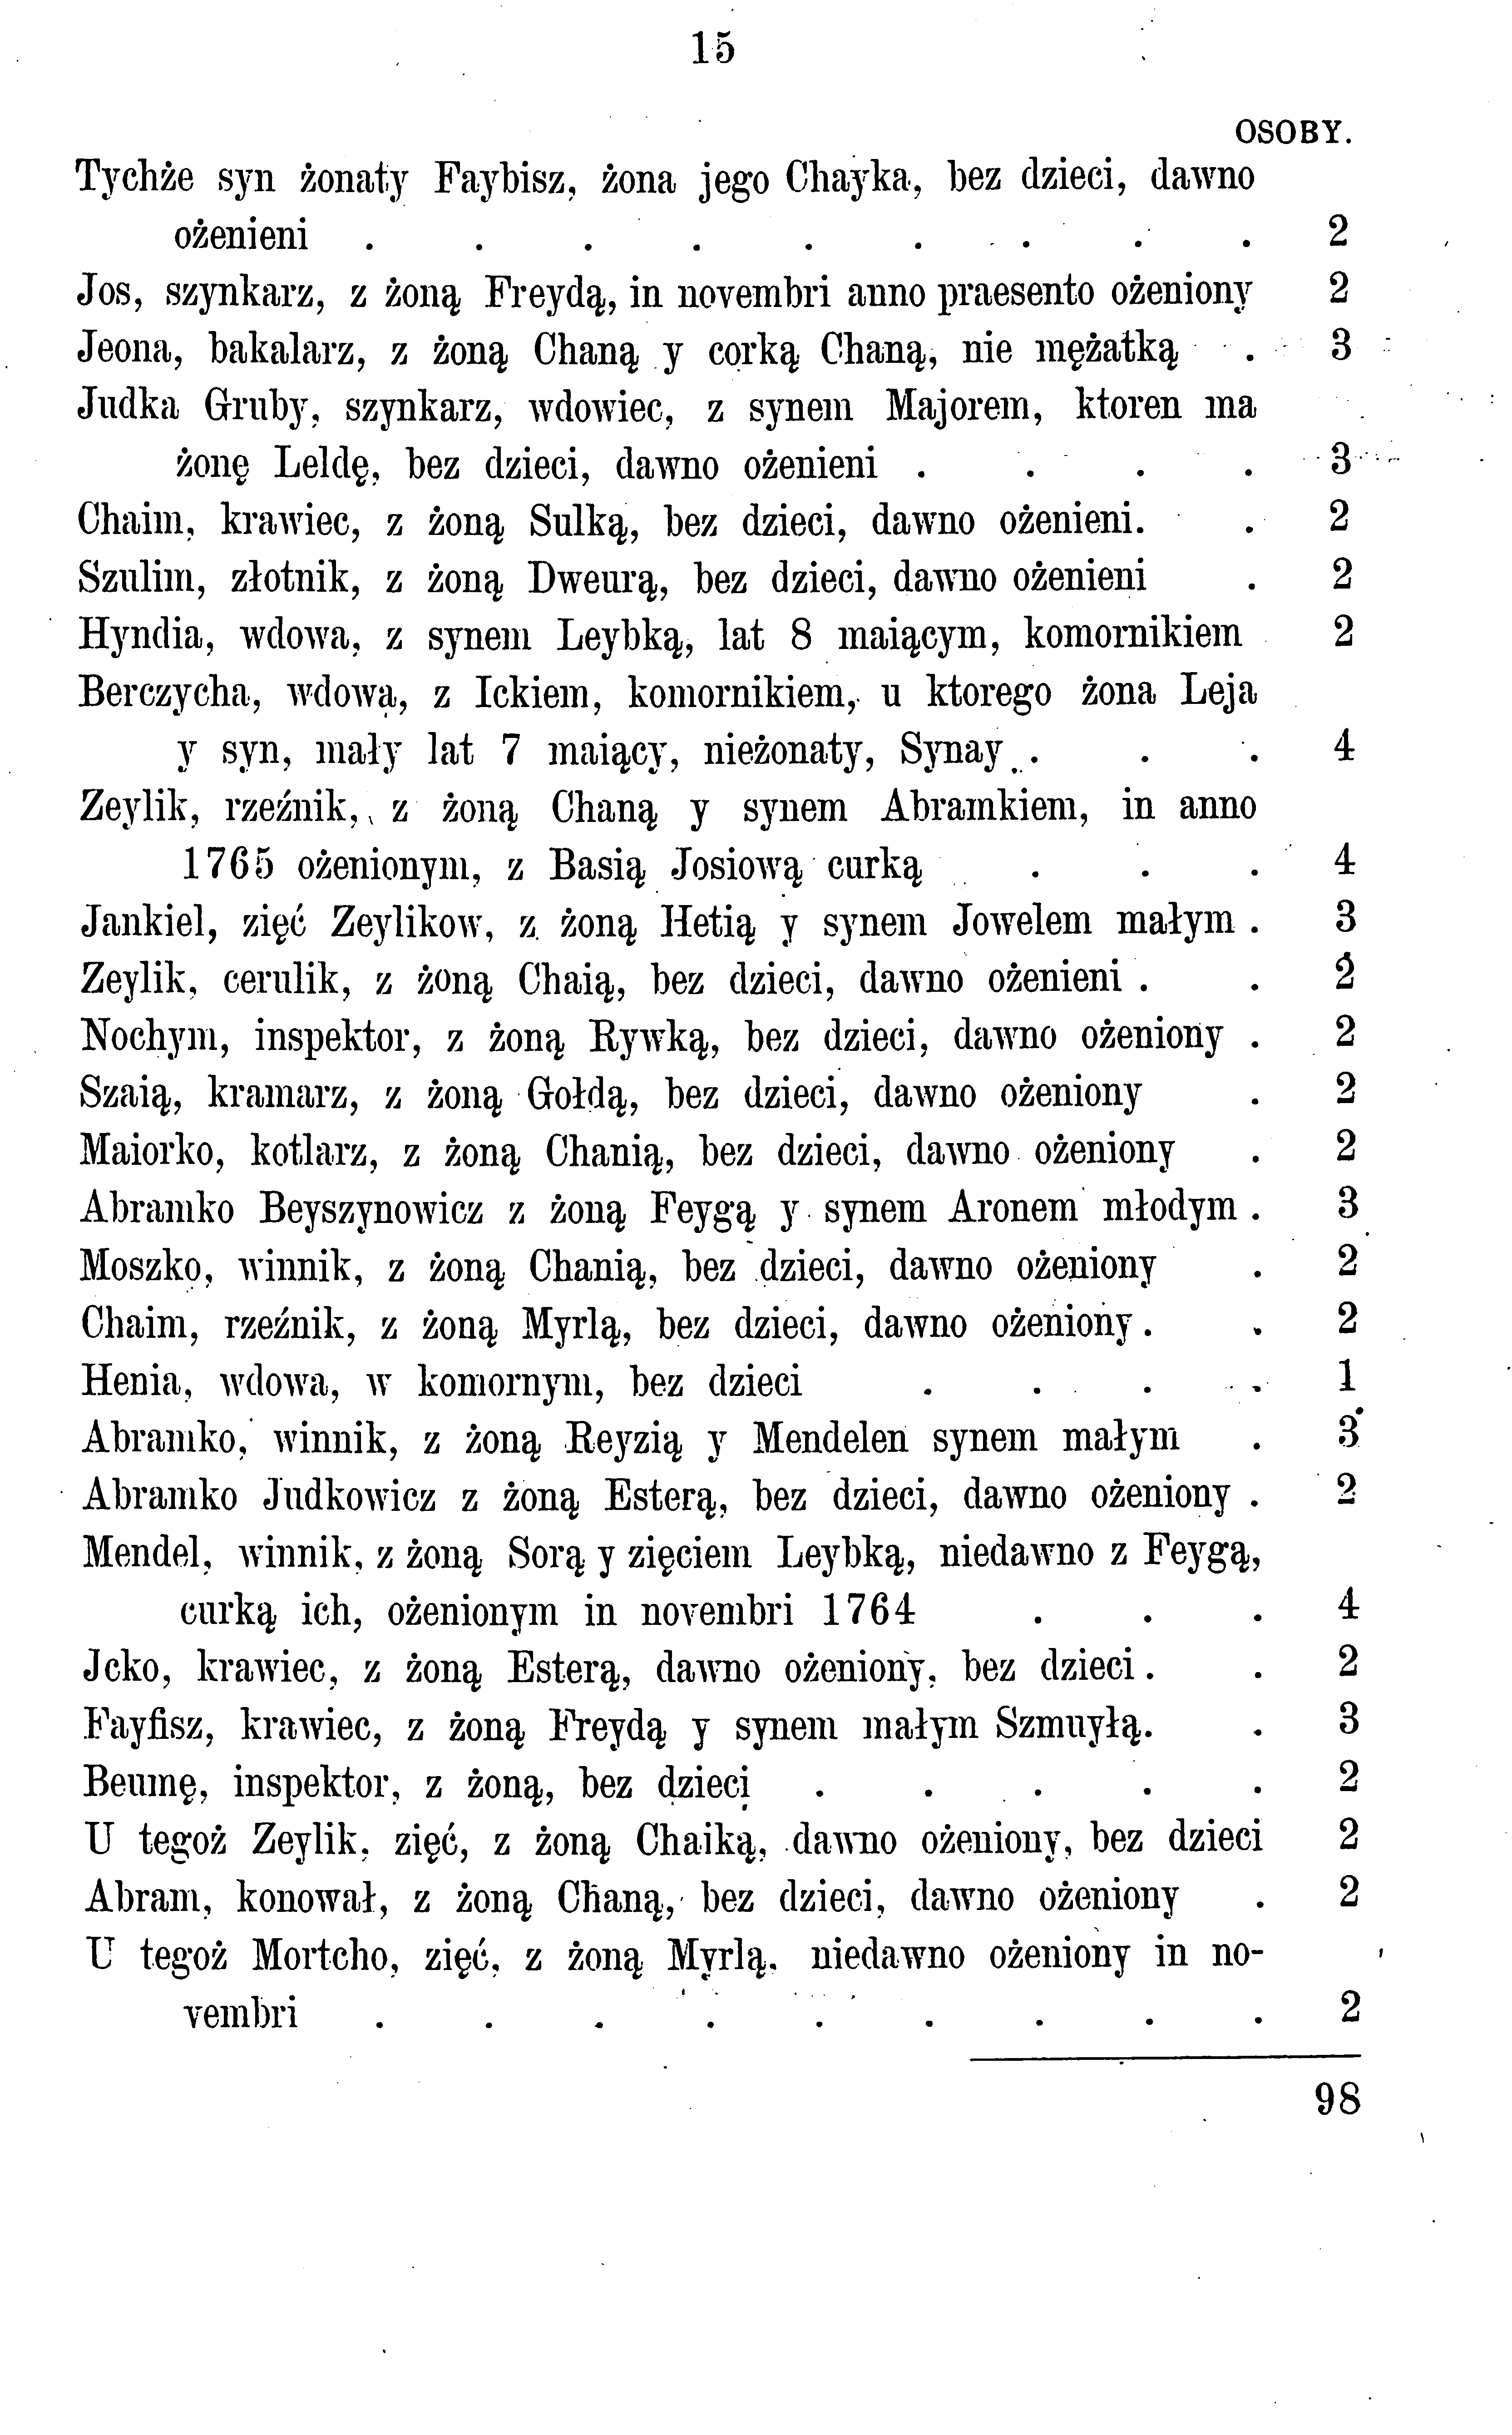 15
OSOBY.
Tychże syn żonaty Faybisz, żona jego Chayka, bez dzieci, dawno
ożenieni . . . . . . . . . 2
Jos, szynkarz, z żoną Freydą, in novembri anno praesento ożeniony 2
Jeona, bakalarz, z żoną Chaną y corką Chaną, nie mężatką . 3
Judka Gruby, szynkarz, wdowiec, z synem Majorem, ktoren ma
żonę Leldę, bez dzieci, dawno ożenieni . . . . 3
Chaim, krawiec, z żoną Sulką, bez dzieci, dawno ożenieni. . 2
Szulim, złotnik, z żoną Dweurą, bez dzieci, dawno ożenieni . 2
Hyndia, wdowa, z synem Leybką, lat 8 maiącym, komornikiem 2
Berczycha, wdowa, z Ickiem, komornikiem, u ktorego żona Leja
y syn, mały lat 7 maiący, nieżonaty, Synay . . . 4
Zeylik, rzeźnik, z żoną Chaną y synem Abramkiem, in anno
1765 ożenionym, z Basią Josiową curką . . . 4
Jankiel, zięć Zeylikow, z żoną Hetią y synem Jowelem małym . 3
Zeylik, cerulik, z żoną Chaią, bez dzieci, dawno ożenieni . . 2
Nochym, inspektor, z żoną Rywką, bez dzieci, dawno ożeniony . 2
Szaią, kramarz, z żoną Gołdą, bez dzieci, dawno ożeniony . 2
Maiorko, kotlarz, z żoną Chanią, bez dzieci, dawno ożeniony . 2
Abramko Beyszynowicz z żoną Feygą y synem Aronem młodym . 3
Moszko, winnik, z żoną Chanią, bez dzieci, dawno ożeniony . 2
Chaim, rzeźnik, z żoną Myrlą, bez dzieci, dawno ożeniony. . 2
Henia, wdowa, w komornym, bez dzieci . . . . 1
Abramko, winnik, z żoną Reyzią y Mendelen synem małym . 3
Abramko Judkowicz z żoną Esterą, bez dzieci, dawno ożeniony . 2
Mendel, winnik, z żoną Sorą y zięciem Leybką, niedawno z Feygą,
curką ich, ożenionym in novembri 1764 . . . 4
Jcko, krawiec, z żoną Esterą, dawno ożeniony, bez dzieci. . 2
Fayfisz, krawiec, z żoną Freydą y synem małym Szmuyłą. . 3
Beumę, inspektor, z żoną, bez dzieci . . . . . 2
U tegoż Zeylik, zięć, z żoną Chaiką, dawno ożeniony, bez dzieci 2
Abram, konował, z żoną Chaną, bez dzieci, dawno ożeniony . 2
U tegoż Mortcho, zięć, z żoną Myrlą, niedawno ożeniony in no-
vembri . . . . . . . . . 2
98